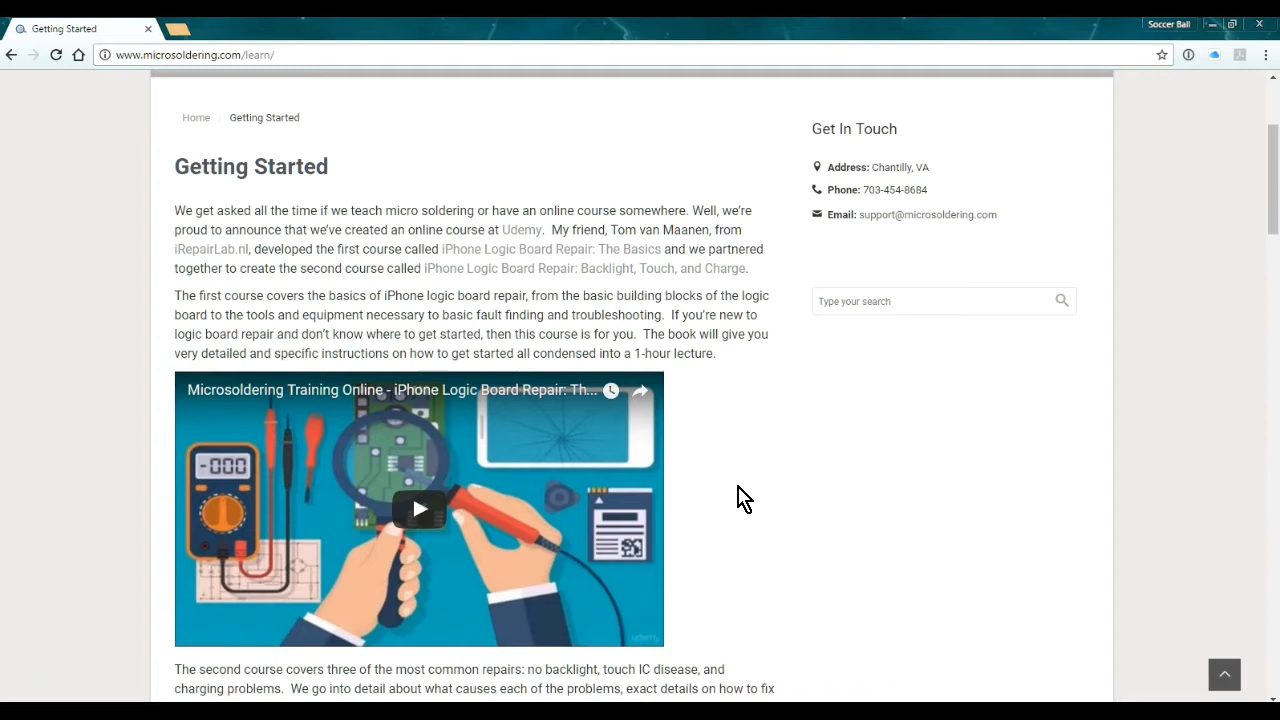 Getting Started
Soccer Ball
www.microsoldering.com/learn/
Home / Getting Started
Getting Started
We get asked all the time if we teach micro soldering or have an online course somewhere. Well, we're
proud to announce that we've created an online course at Udemy. My friend, Tom van Maanen, from
iRepairLab.nl, developed the first course called iPhone Logic Board Repair: The Basics and we partnered
together to create the second course called iPhone Logic Board Repair: Backlight, Touch, and Charge.
The first course covers the basics of iPhone logic board repair, from the basic building blocks of the logic
board to the tools and equipment necessary to basic fault finding and troubleshooting. If you're new to
logic board repair and don't know where to get started, then this course is for you. The book will give you
very detailed and specific instructions on how to get started all condensed into a 1-hour lecture.
Microsoldering Training Online - iPhone Logic Board Repair: Th...
-000
udemy
The second course covers three of the most common repairs: no backlight, touch IC disease, and
charging problems. We go into detail about what causes each of the problems, exact details on how to fix
Get In Touch
Address: Chantilly, VA
Phone: 703-454-8684
Email: support@microsoldering.com
Type your search